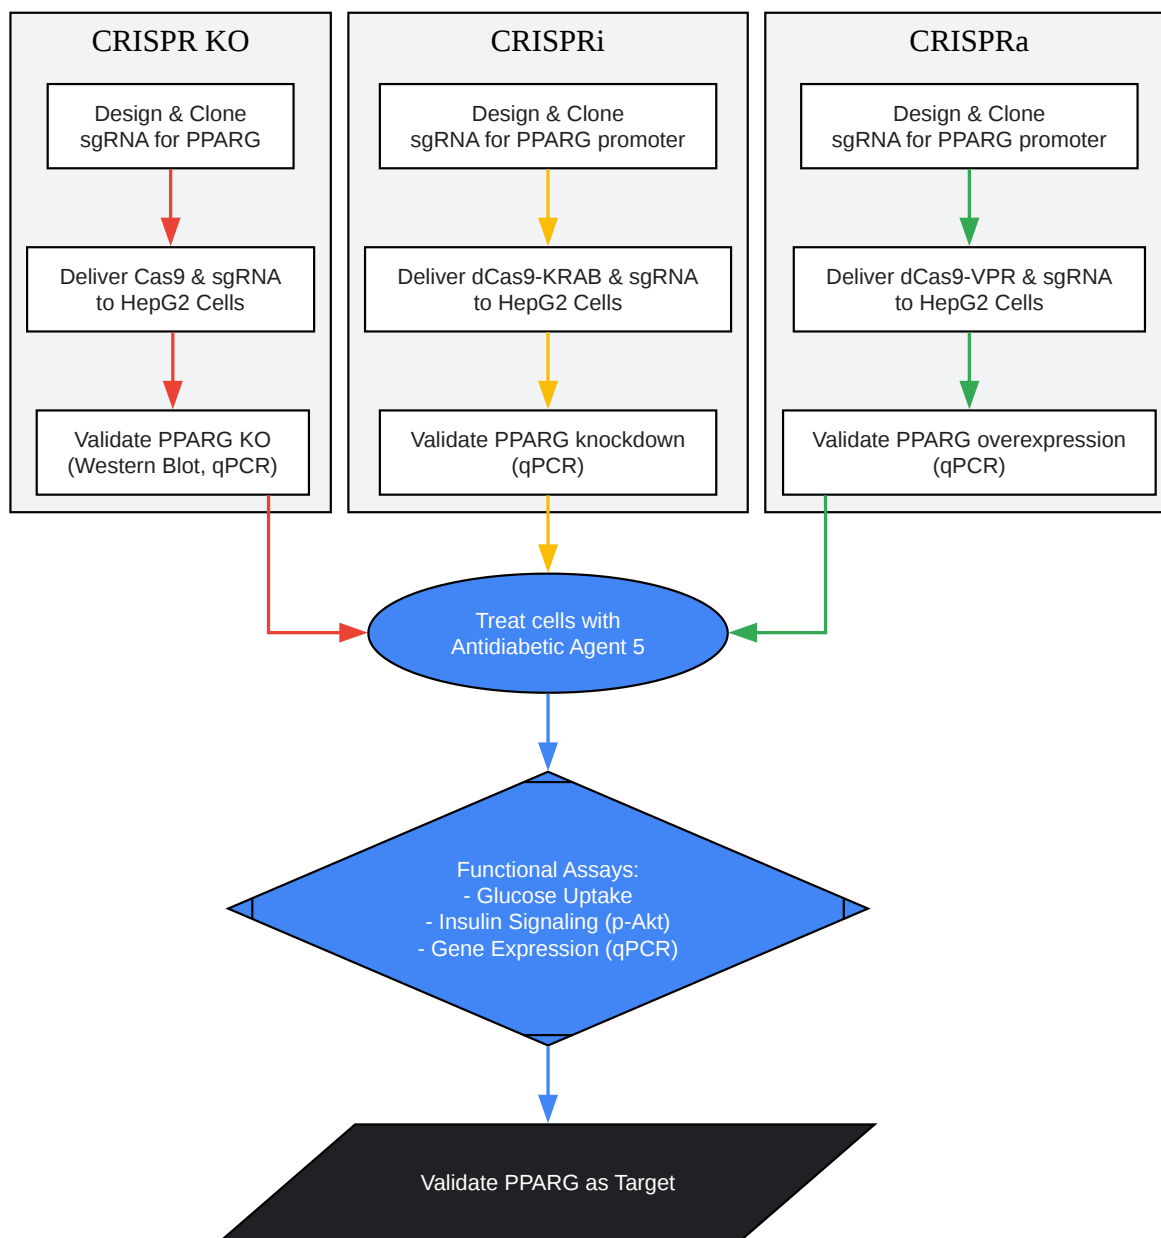 CRISPR KO
Design & Clone
sgRNA for PPARG
Deliver Cas9 & sgRNA
to HepG2 Cells
Validate PPARG KO
(Western Blot, qPCR)
CRISPRi
Design & Clone
sgRNA for PPARG promoter
Deliver dCas9-KRAB & sgRNA
to HepG2 Cells
Validate PPARG knockdown
(qPCR)
CRISPRa
Design & Clone
sgRNA for PPARG promoter
Deliver dCas9-VPR & sgRNA
to HepG2 Cells
Validate PPARG overexpression
(qPCR)
Treat cells with
Antidiabetic Agent 5
Functional Assays:
- Glucose Uptake
- Insulin Signaling (p-Akt)
- Gene Expression (qPCR)
Validate PPARG as Target